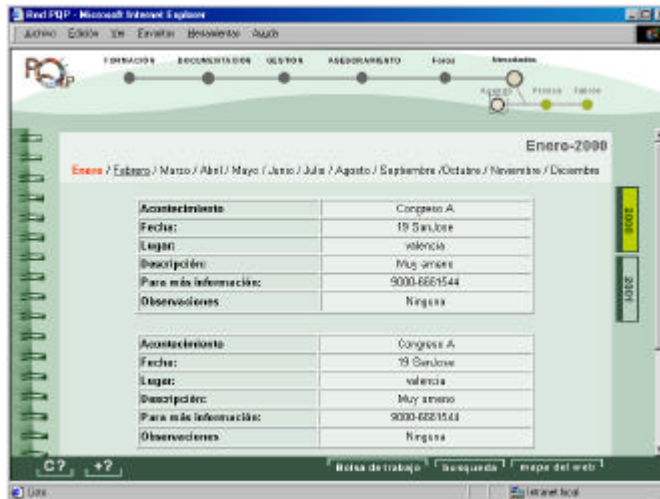 Red PQP - Microsoft Internet Explorer
Archivo Edición Ver Favoritos Herramientas Ayuda
PQP
FORMACIÓN DOCUMENTACIÓN GESTIÓN ASESORAMIENTO Foros Novedades
Agenda Prensa Tablón
Enero-2000
Enero / Febrero / Marzo / Abril / Mayo / Junio / Julio / Agosto / Septiembre / Octubre / Noviembre / Diciembre
Acontecimiento Congreso A
Fecha: 19 SanJose
Lugar: valencia
Descripción: Muy ameno
Para más información: 9000-6661544
Observaciones Ninguna
Acontecimiento Congreso A
Fecha: 19 SanJose
Lugar: valencia
Descripción: Muy ameno
Para más información: 9000-6661544
Observaciones Ninguna
2000
2001
C? +? Bolsa de trabajo busqueda mapa del web
Listo Intranet local